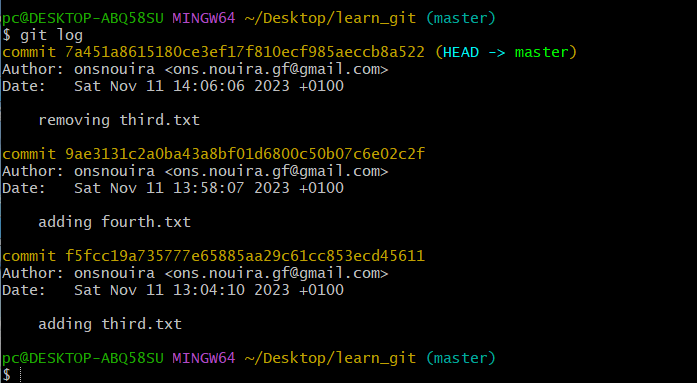 pc@DESKTOP-ABQ58SU MINGW64 ~/Desktop/learn_git (master)
$ git log
commit 7a451a8615180ce3ef17f810ecf985aeccb8a522 (HEAD -> master)
Author: onsnouira <ons.nouira.gf@gmail.com>
Date:   Sat Nov 11 14:06:06 2023 +0100
removing third.txt
commit 9ae3131c2a0ba43a8bf01d6800c50b07c6e02c2f
Author: onsnouira <ons.nouira.gf@gmail.com>
Date:   Sat Nov 11 13:58:07 2023 +0100
adding fourth.txt
commit f5fcc19a735777e65885aa29c61cc853ecd45611
Author: onsnouira <ons.nouira.gf@gmail.com>
Date:   Sat Nov 11 13:04:10 2023 +0100
adding third.txt
pc@DESKTOP-ABQ58SU MINGW64 ~/Desktop/learn_git (master)
$